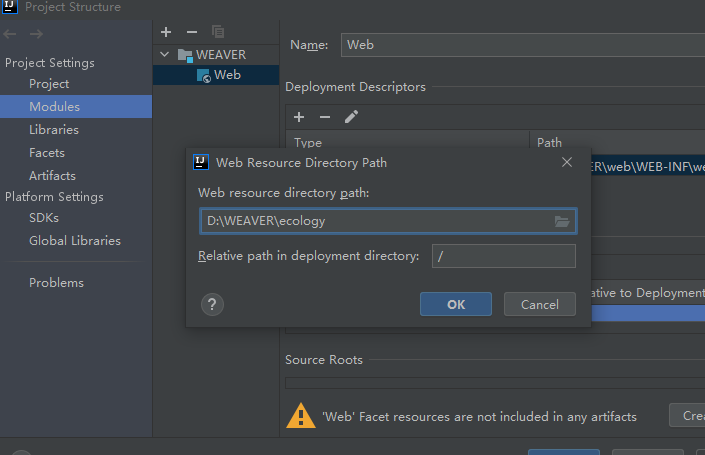 Project Structure
Project Settings
Project
Modules
Libraries
Facets
Artifacts
Platform Settings
SDKs
Global Libraries
Problems
WEAVER
Web
Name: Web
Deployment Descriptors
Type Path
ER\web\WEB-INF\we
IJ Web Resource Directory Path
Web resource directory path:
D:\WEAVER\ecology
Relative path in deployment directory: /
? OK Cancel
ative to Deployment
Source Roots
'Web' Facet resources are not included in any artifacts Crea